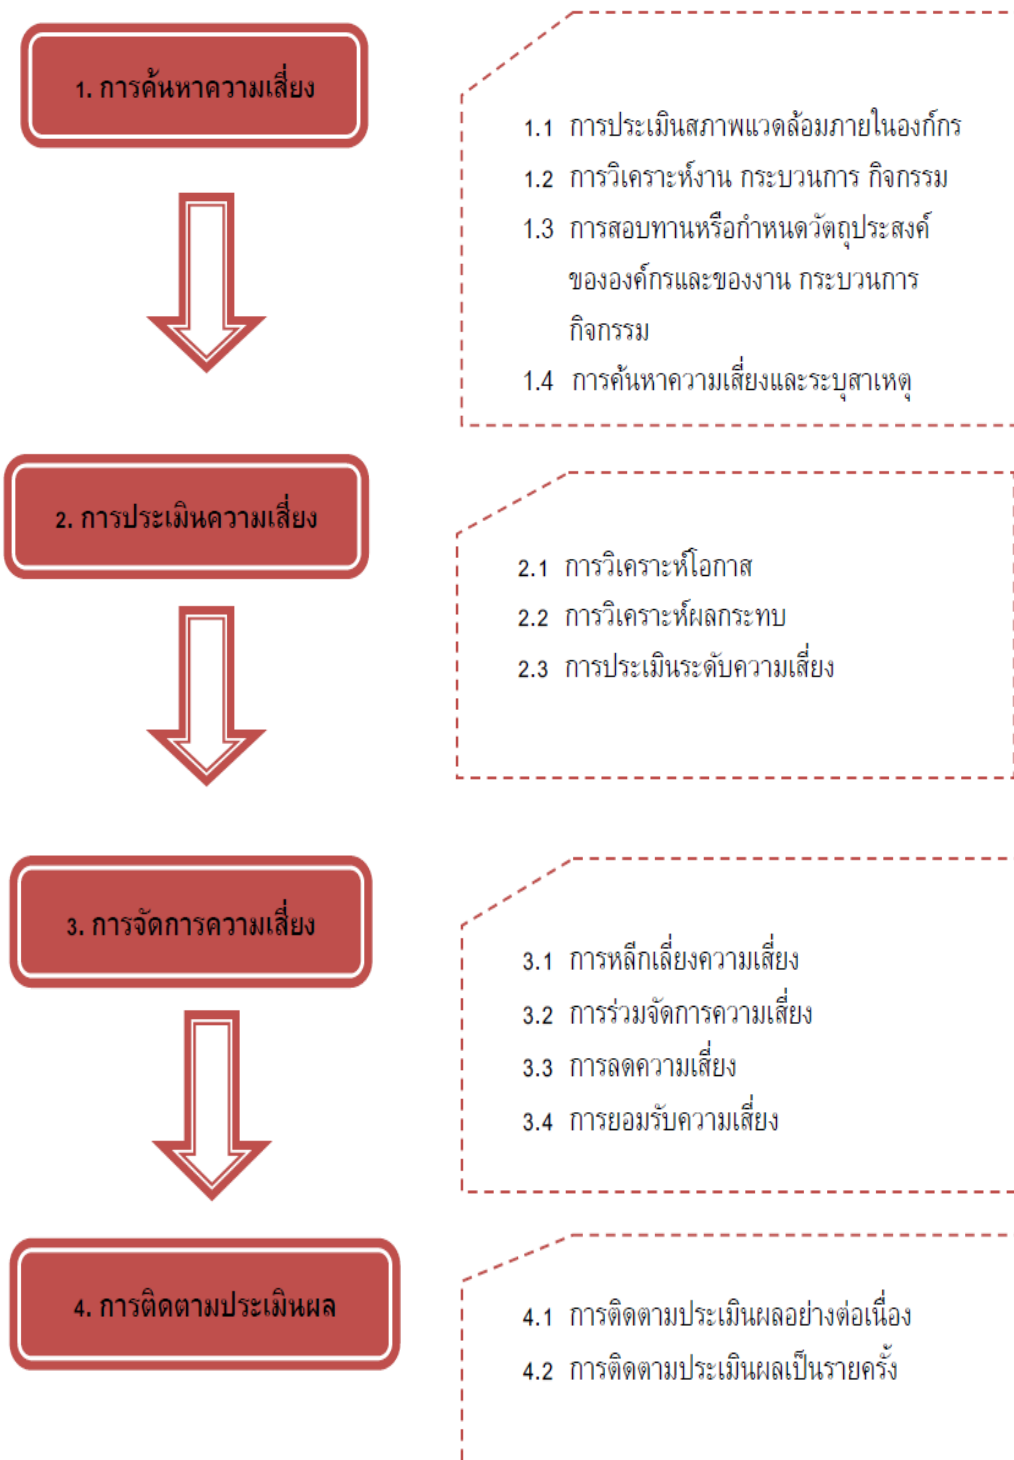 1. การค้นหาความเสี่ยง
1.1 การประเมินสภาพแวดล้อมภายในองก์กร
1.2 การวิเคราะห์งาน กระบวนการ กิจกรรม
1.3 การสอบทานหรือกำหนดวัตถุประสงค์
ขององค์กรและของงาน กระบวนการ
กิจกรรม
1.4 การค้นหาความเสี่ยงและระบุสาเหตุ
2. การประเมินความเสี่ยง
2.1 การวิเคราะห์โอกาส
2.2 การวิเคราะห์ผลกระทบ
2.3 การประเมินระดับความเสี่ยง
3. การจัดการความเสี่ยง
3.1 การหลีกเลี่ยงความเสี่ยง
3.2 การร่วมจัดการความเสี่ยง
3.3 การลดความเสี่ยง
3.4 การยอมรับความเสี่ยง
4. การติดตามประเมินผล
4.1 การติดตามประเมินผลอย่างต่อเนื่อง
4.2 การติดตามประเมินผลเป็นรายครั้ง